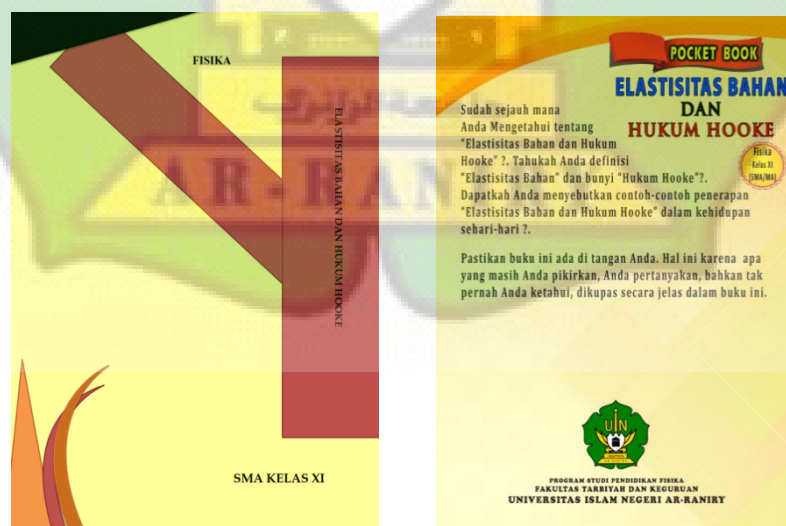 FISIKA
ELASTISITAS BAHAN DAN HUKUM HOOKE
SMA KELAS XI
POCKET BOOK
ELASTISITAS BAHAN
DAN
HUKUM HOOKE
Fisika
Kelas XI
(SMA/MA)
Sudah sejauh mana
Anda Mengetahui tentang
"Elastisitas Bahan dan Hukum
Hooke" ?. Tahukah Anda definisi
"Elastisitas Bahan" dan bunyi "Hukum Hooke"?.
Dapatkah Anda menyebutkan contoh-contoh penerapan
"Elastisitas Bahan dan Hukum Hooke" dalam kehidupan
sehari-hari ?.
Pastikan buku ini ada di tangan Anda. Hal ini karena apa
yang masih Anda pikirkan, Anda pertanyakan, bahkan tak
pernah Anda ketahui, dikupas secara jelas dalam buku ini.
UIN
PROGRAM STUDI PENDIDIKAN FISIKA
FAKULTAS TARBIYAH DAN KEGURUAN
UNIVERSITAS ISLAM NEGERI AR-RANIRY
AR-RAN